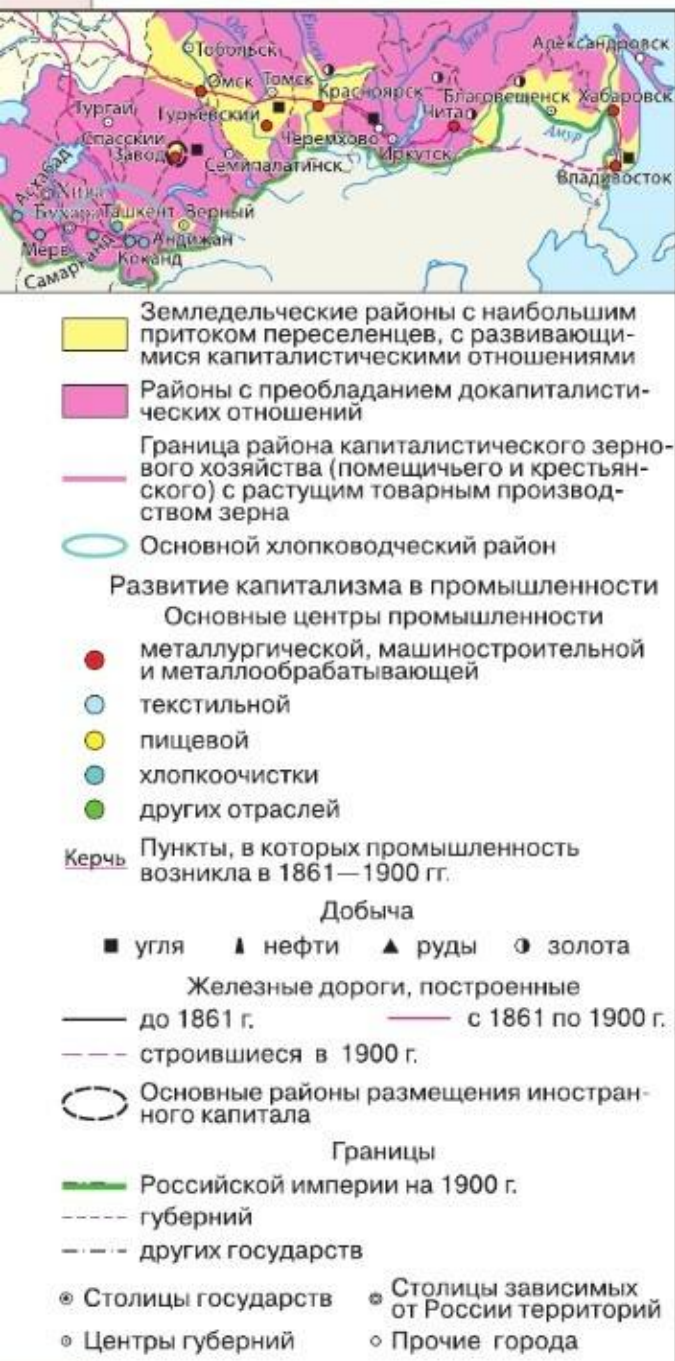 Тобольск
Александровск
Обь
Енисей
Лена
Омск Томск
Красноярск Благовещенск Хабаровск
Тургай Гурьевский Чита
Спасский
Завод
Черемхово
Амур
Семипалатинск Иркутск
Владивосток
Асхабад
Хива
Бухара Ташкент Верный
Мерв Андижан
Самарканд Коканд
Земледельческие районы с наибольшим
притоком переселенцев, с развивающи-
мися капиталистическими отношениями
Районы с преобладанием докапиталисти-
ческих отношений
Граница района капиталистического зерно-
вого хозяйства (помещичьего и крестьян-
ского) с растущим товарным производ-
ством зерна
Основной хлопководческий район
Развитие капитализма в промышленности
Основные центры промышленности
металлургической, машиностроительной
и металлообрабатывающей
текстильной
пищевой
хлопкоочистки
других отраслей
Керчь Пункты, в которых промышленность
возникла в 1861—1900 гг.
Добыча
угля нефти руды золота
Железные дороги, построенные
до 1861 г. с 1861 по 1900 г.
строившиеся в 1900 г.
Основные районы размещения иностран-
ного капитала
Границы
Российской империи на 1900 г.
губерний
других государств
Столицы государств Столицы зависимых
от России территорий
Центры губерний Прочие города